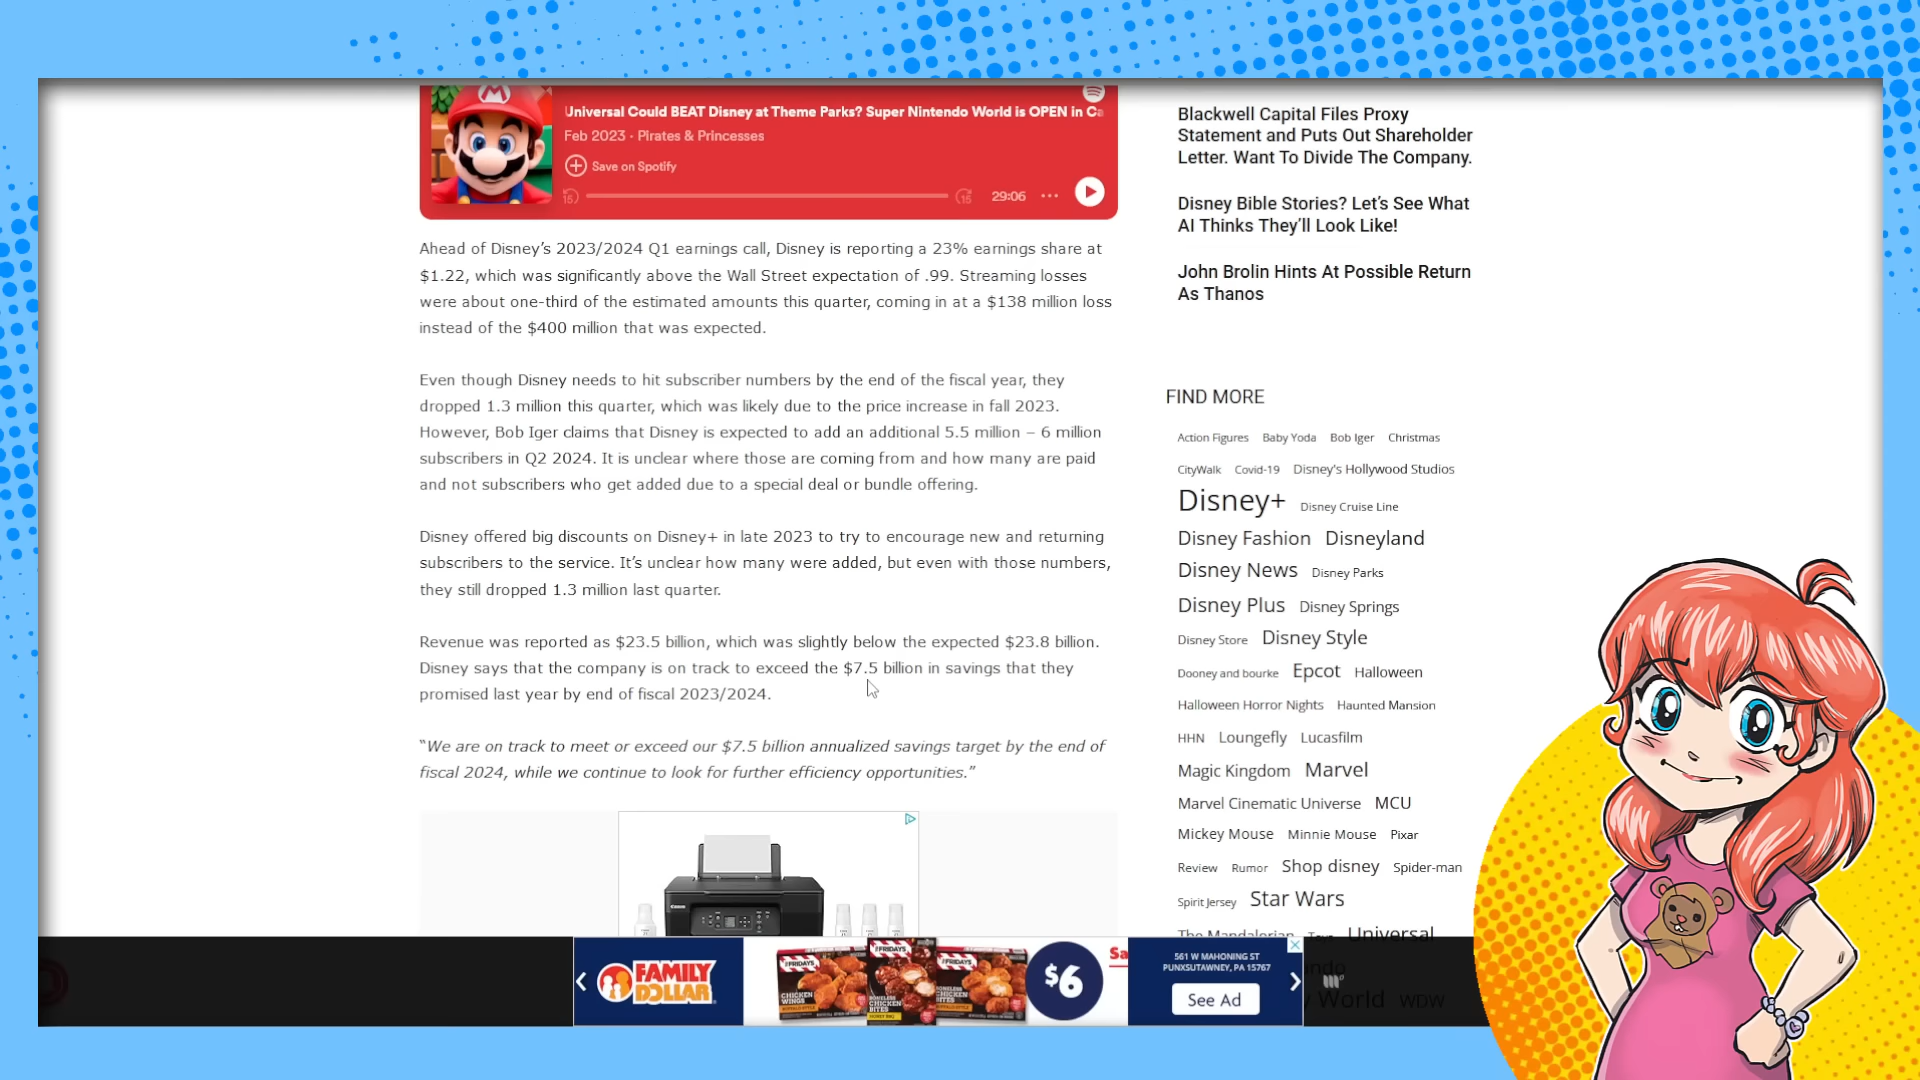 Universal Could BEAT Disney at Theme Parks? Super Nintendo World is OPEN in Ca
Feb 2023 · Pirates & Princesses
Save on Spotify
15
15
29:06
Ahead of Disney’s 2023/2024 Q1 earnings call, Disney is reporting a 23% earnings share at
$1.22, which was significantly above the Wall Street expectation of .99. Streaming losses
were about one-third of the estimated amounts this quarter, coming in at a $138 million loss
instead of the $400 million that was expected.
Even though Disney needs to hit subscriber numbers by the end of the fiscal year, they
dropped 1.3 million this quarter, which was likely due to the price increase in fall 2023.
However, Bob Iger claims that Disney is expected to add an additional 5.5 million – 6 million
subscribers in Q2 2024. It is unclear where those are coming from and how many are paid
and not subscribers who get added due to a special deal or bundle offering.
Disney offered big discounts on Disney+ in late 2023 to try to encourage new and returning
subscribers to the service. It’s unclear how many were added, but even with those numbers,
they still dropped 1.3 million last quarter.
Revenue was reported as $23.5 billion, which was slightly below the expected $23.8 billion.
Disney says that the company is on track to exceed the $7.5 billion in savings that they
promised last year by end of fiscal 2023/2024.
“We are on track to meet or exceed our $7.5 billion annualized savings target by the end of
fiscal 2024, while we continue to look for further efficiency opportunities.”
Canon
Blackwell Capital Files Proxy
Statement and Puts Out Shareholder
Letter. Want To Divide The Company.
Disney Bible Stories? Let’s See What
AI Thinks They’ll Look Like!
John Brolin Hints At Possible Return
As Thanos
FIND MORE
Action Figures Baby Yoda Bob Iger Christmas
CityWalk Covid-19 Disney's Hollywood Studios
Disney+ Disney Cruise Line
Disney Fashion Disneyland
Disney News Disney Parks
Disney Plus Disney Springs
Disney Store Disney Style
Dooney and bourke Epcot Halloween
Halloween Horror Nights Haunted Mansion
HHN Loungefly Lucasfilm
Magic Kingdom Marvel
Marvel Cinematic Universe MCU
Mickey Mouse Minnie Mouse Pixar
Review Rumor Shop disney Spider-man
Spirit Jersey Star Wars
The Mandalorian Universal
World WDW
FAMILY
DOLLAR
FRIDAYS
CHICKEN
WINGS
BONELESS
CHICKEN
BITES
$6
Sa
561 W MAHONING ST
PUNXSUTAWNEY, PA 15767
See Ad